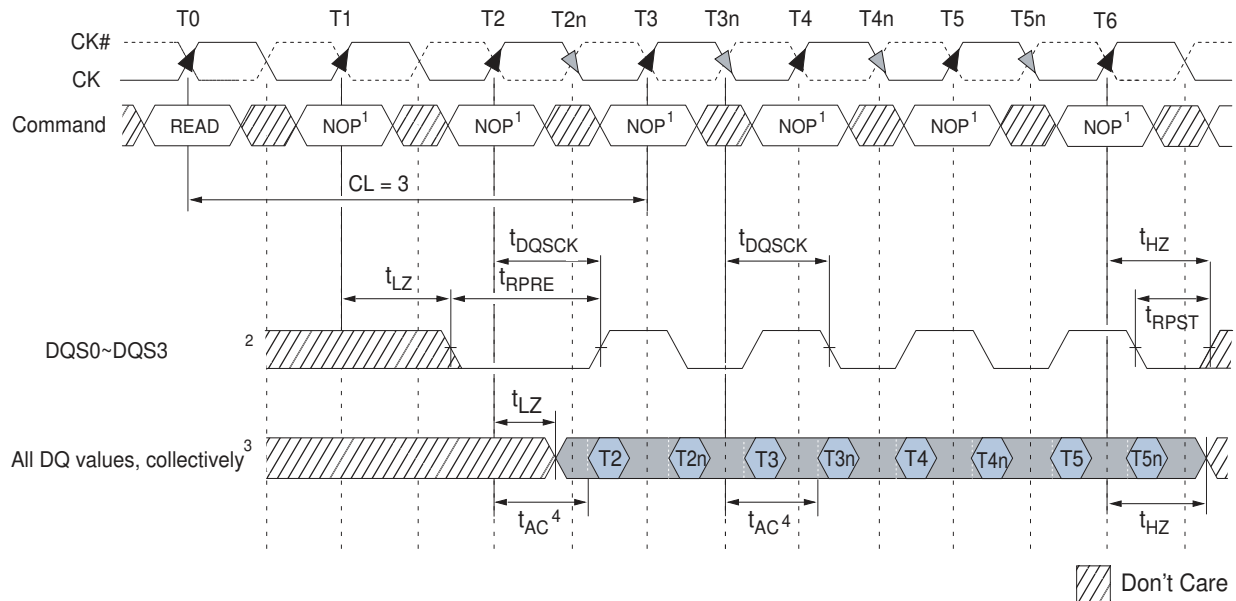 T0 T1 T2 T2n T3 T3n T4 T4n T5 T5n T6
CK#
CK
Command READ NOP¹ NOP¹ NOP¹ NOP¹ NOP¹ NOP¹
CL = 3
tDQSCK tDQSCK tHZ
tLZ tRPRE tRPST
DQS0~DQS3 ²
tLZ
All DQ values, collectively³ T2 T2n T3 T3n T4 T4n T5 T5n
tAC⁴ tAC⁴ tHZ
Don't Care